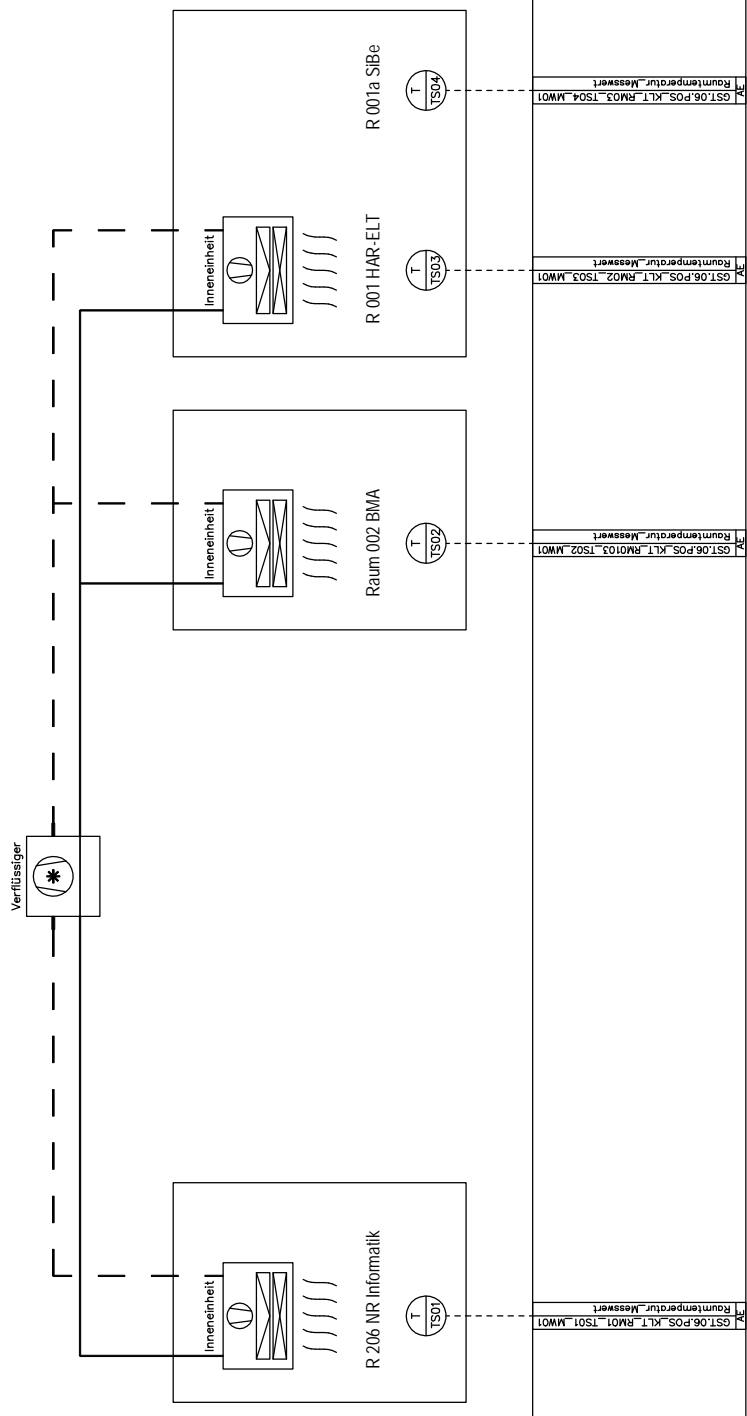 Verflüssiger
Inneneinheit
R 206 NR Informatik
T
TS01
Inneneinheit
Raum 002 BMA
T
TS02
Inneneinheit
R 001 HAR-ELT
T
TS03
R 001a SiBe
T
TS04
GST.06.POS_KLT_RM01_TS01_MW01
Raumtemperatur_Messwert
AE
GST.06.POS_KLT_RM0103_TS02_MW01
Raumtemperatur_Messwert
AE
GST.06.POS_KLT_RM02_TS03_MW01
Raumtemperatur_Messwert
AE
GST.06.POS_KLT_RM03_TS04_MW01
Raumtemperatur_Messwert
AE